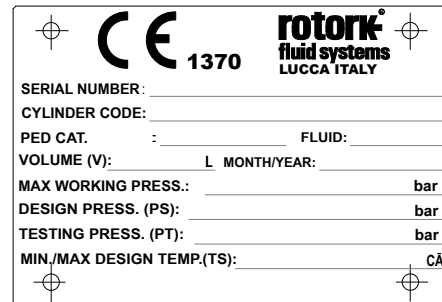 CE 1370
rotork®
fluid systems
LUCCA ITALY
SERIAL NUMBER:
CYLINDER CODE:
PED CAT. : FLUID:
VOLUME (V): L MONTH/YEAR:
MAX WORKING PRESS.: bar
DESIGN PRESS. (PS): bar
TESTING PRESS. (PT): bar
MIN./MAX DESIGN TEMP.(TS): CÂ